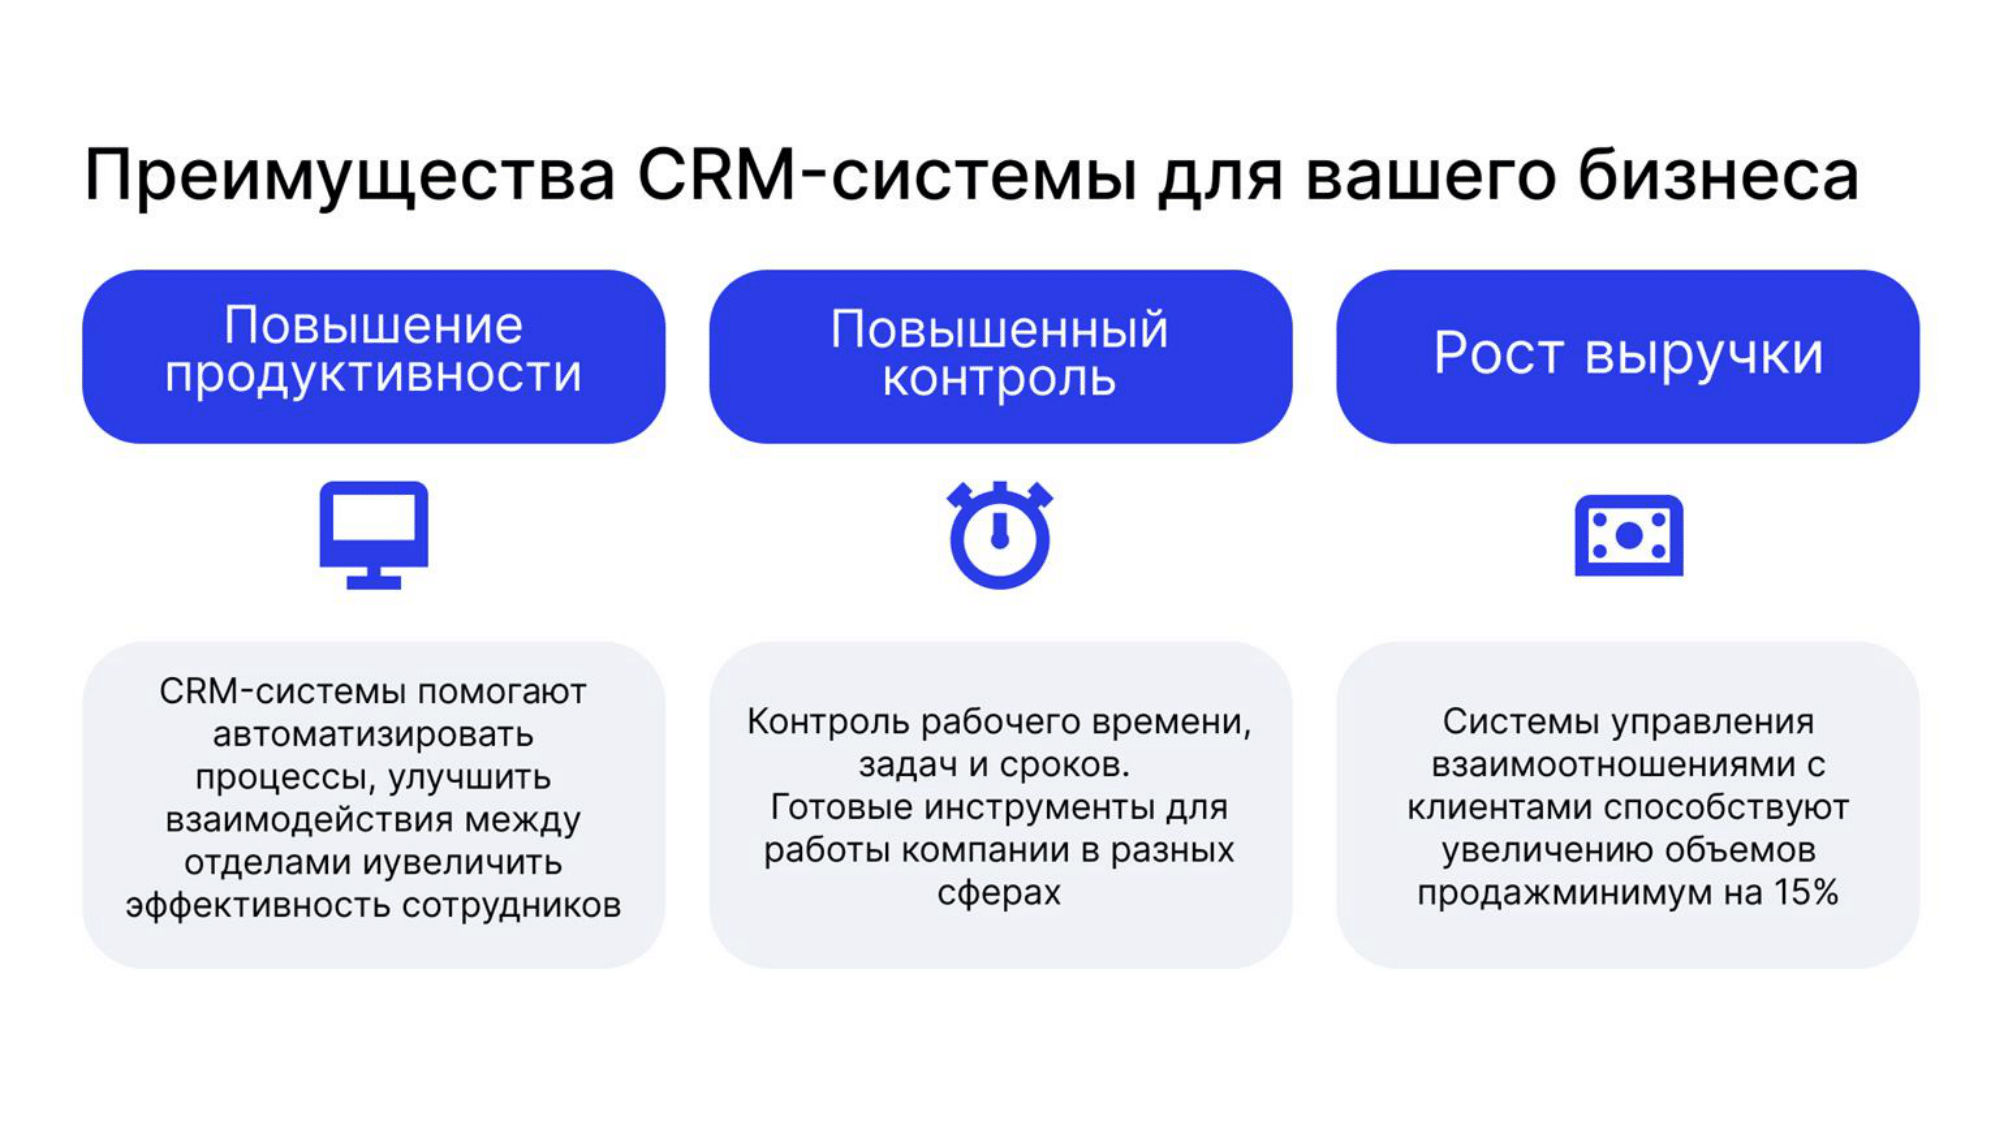 Преимущества CRM-системы для вашего бизнеса
Повышение
продуктивности
Повышенный
контроль
Рост выручки
CRM-системы помогают
автоматизировать
процессы, улучшить
взаимодействия между
отделами иувеличить
эффективность сотрудников
Контроль рабочего времени,
задач и сроков.
Готовые инструменты для
работы компании в разных
сферах
Системы управления
взаимоотношениями с
клиентами способствуют
увеличению объемов
продажминимум на 15%